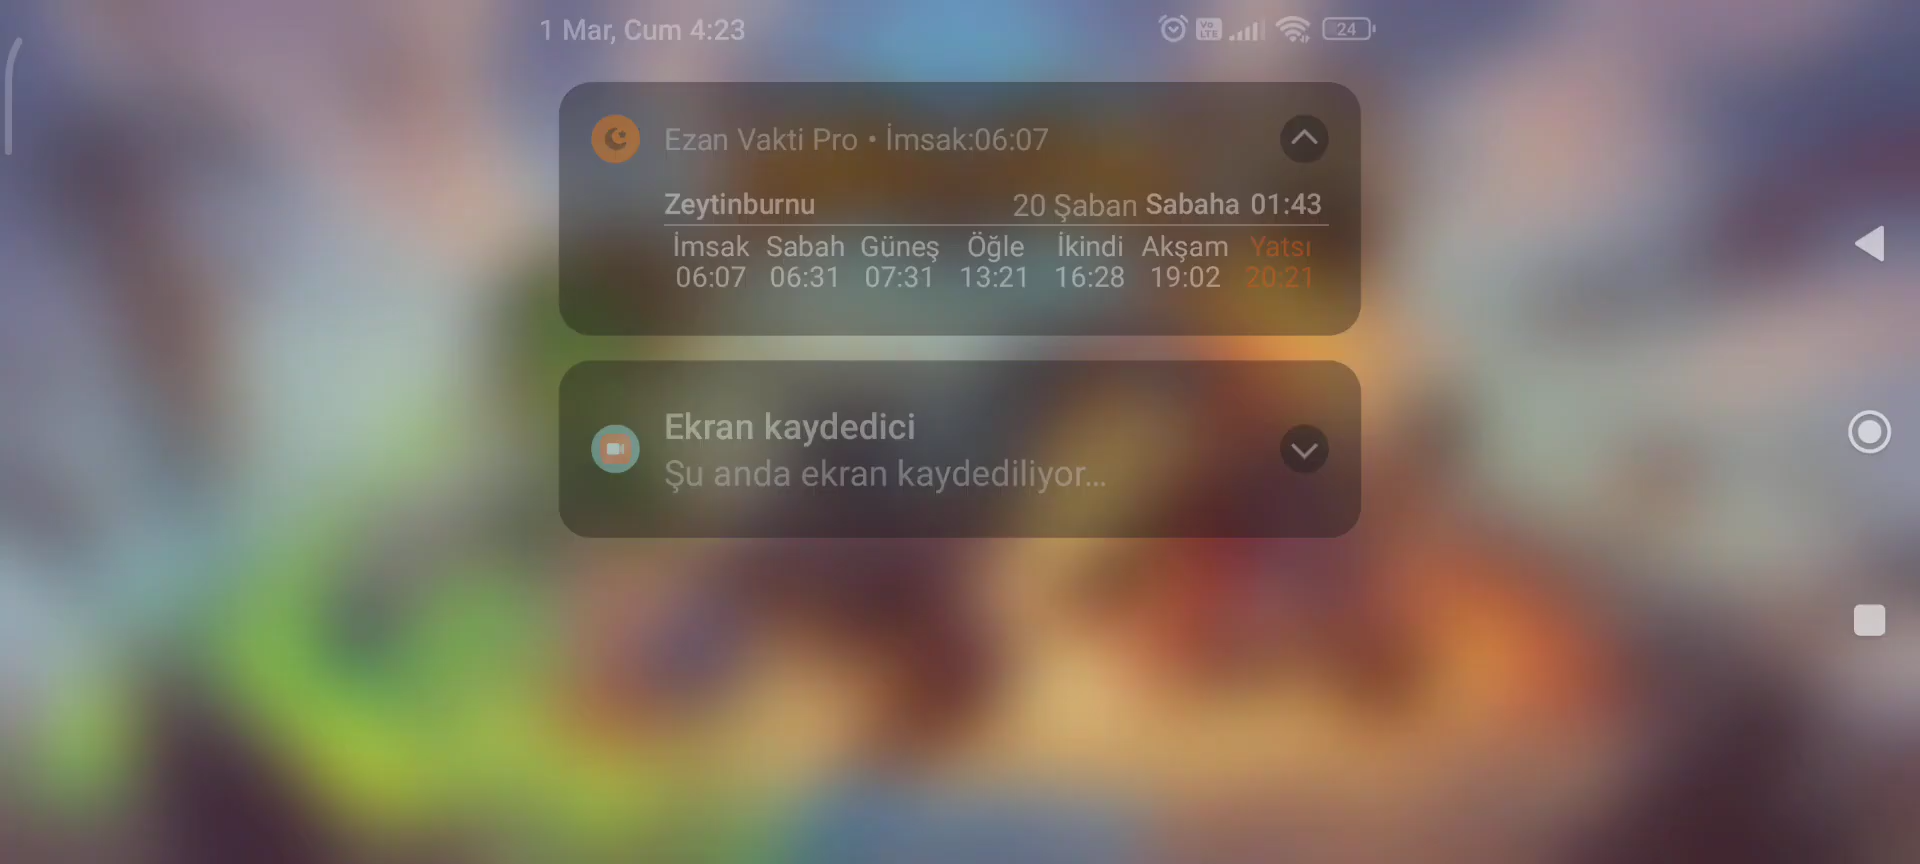 1 Mar, Cum 4:23 Vo LTE 24
Ezan Vakti Pro • İmsak:06:07
Zeytinburnu 20 Şaban Sabaha 01:43
İmsak Sabah Güneş Öğle İkindi Akşam Yatsı
06:07 06:31 07:31 13:21 16:28 19:02 20:21
Ekran kaydedici
Şu anda ekran kaydediliyor...